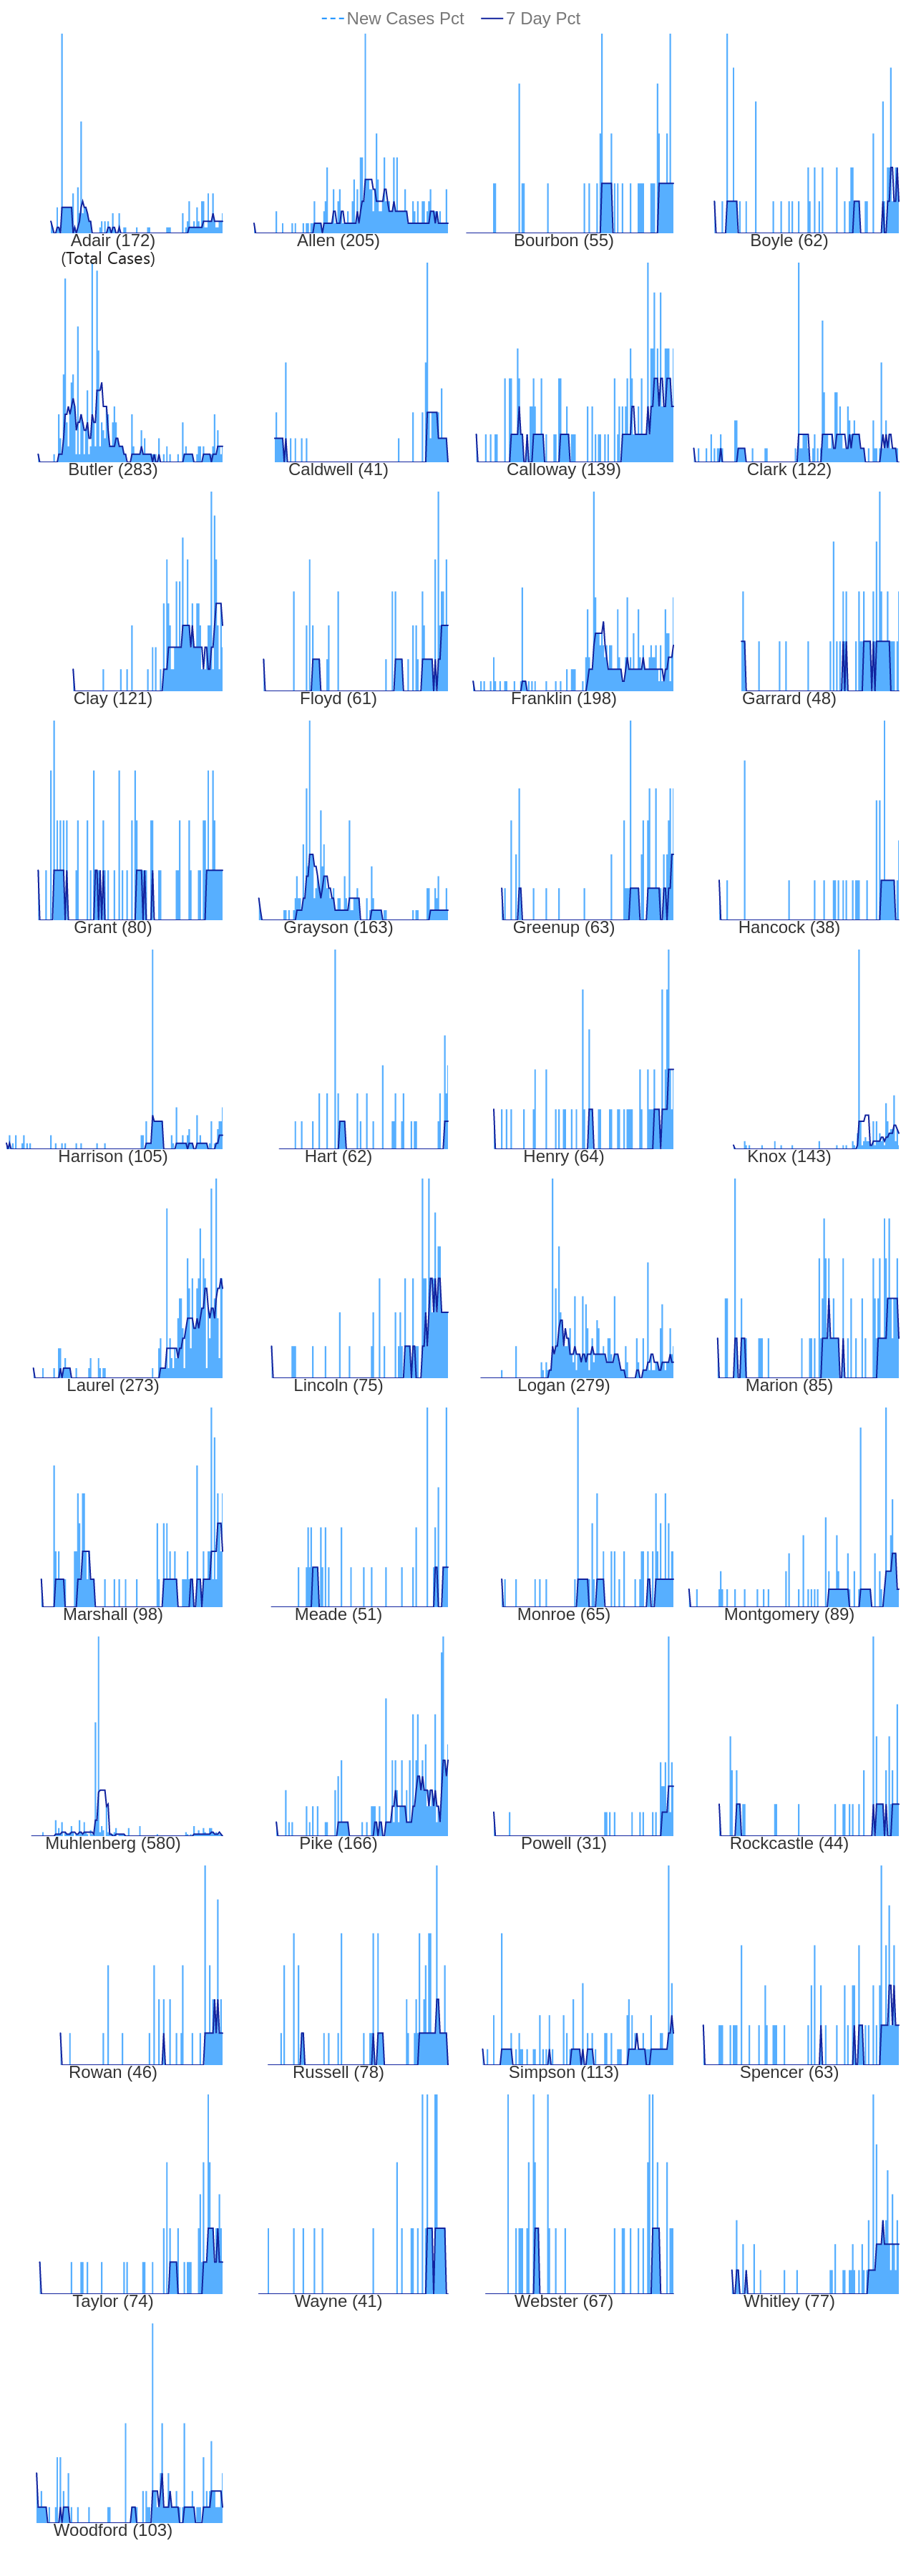 New Cases Pct 7 Day Pct
Adair (172) Allen (205) Bourbon (55) Boyle (62)
(Total Cases)
Butler (283) Caldwell (41) Calloway (139) Clark (122)
Clay (121) Floyd (61) Franklin (198) Garrard (48)
Grant (80) Grayson (163) Greenup (63) Hancock (38)
Harrison (105) Hart (62) Henry (64) Knox (143)
Laurel (273) Lincoln (75) Logan (279) Marion (85)
Marshall (98) Meade (51) Monroe (65) Montgomery (89)
Muhlenberg (580) Pike (166) Powell (31) Rockcastle (44)
Rowan (46) Russell (78) Simpson (113) Spencer (63)
Taylor (74) Wayne (41) Webster (67) Whitley (77)
Woodford (103)